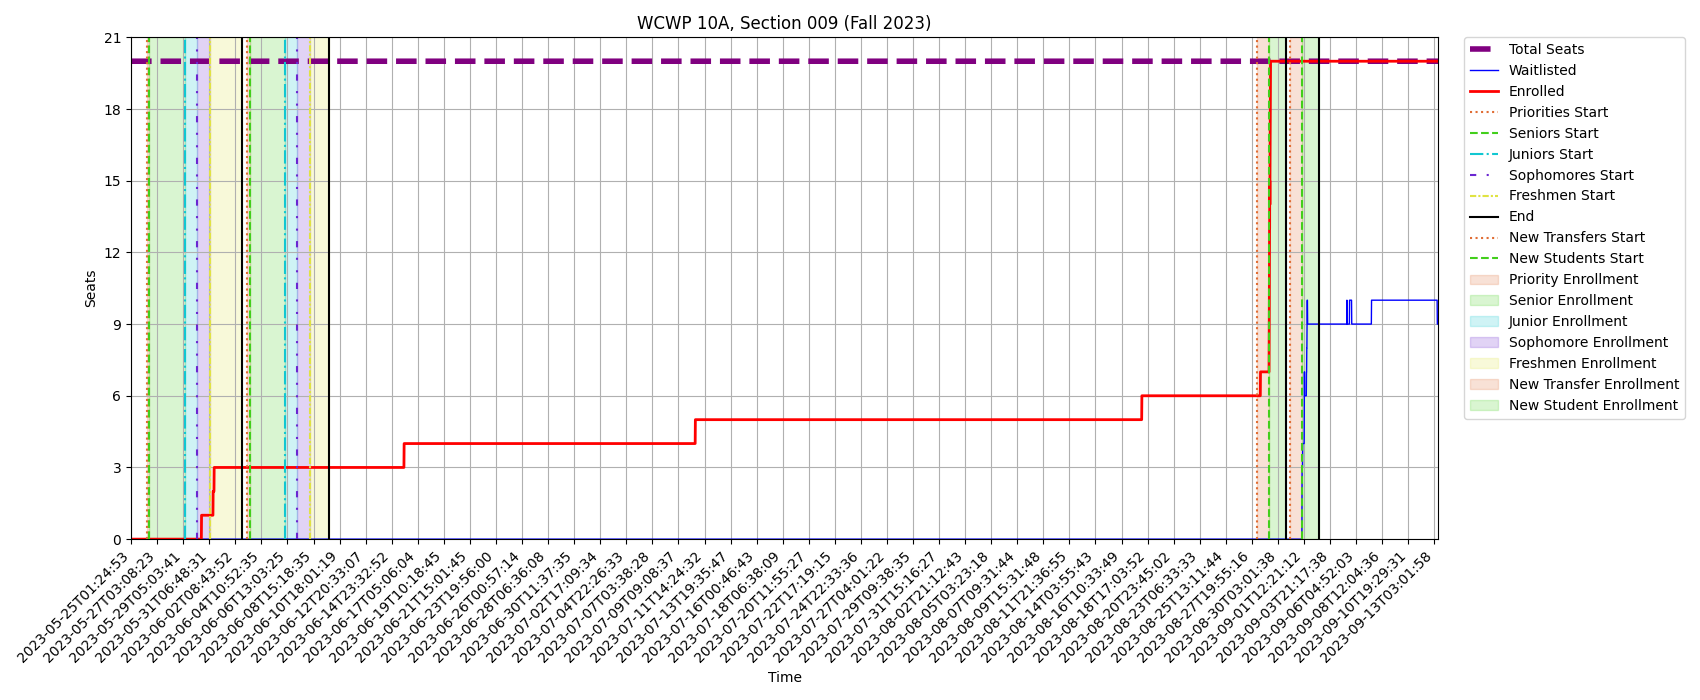 WCWP 10A, Section 009 (Fall 2023)
21
18
15
12
9
6
3
0
Seats
2023-05-25T01:24:53
2023-05-27T03:08:23
2023-05-29T05:03:41
2023-05-31T06:48:31
2023-06-02T08:43:52
2023-06-04T10:52:35
2023-06-06T13:03:25
2023-06-08T15:18:35
2023-06-10T18:01:19
2023-06-12T20:33:07
2023-06-14T23:32:52
2023-06-17T05:06:04
2023-06-19T10:18:45
2023-06-21T15:01:45
2023-06-23T19:56:00
2023-06-26T00:57:14
2023-06-28T06:36:08
2023-06-30T11:37:35
2023-07-02T17:09:34
2023-07-04T22:26:33
2023-07-07T03:38:28
2023-07-09T09:08:37
2023-07-11T14:24:32
2023-07-13T19:35:47
2023-07-16T00:46:43
2023-07-18T06:38:09
2023-07-20T11:55:27
2023-07-22T17:19:15
2023-07-24T22:33:36
2023-07-27T04:01:22
2023-07-29T09:38:35
2023-07-31T15:16:27
2023-08-02T21:12:43
2023-08-05T03:23:18
2023-08-07T09:31:44
2023-08-09T15:31:48
2023-08-11T21:36:55
2023-08-14T03:55:43
2023-08-16T10:33:49
2023-08-18T17:03:52
2023-08-20T23:45:02
2023-08-23T06:33:33
2023-08-25T13:11:44
2023-08-27T19:55:16
2023-08-30T03:01:38
2023-09-01T12:21:12
2023-09-03T21:17:38
2023-09-06T04:52:03
2023-09-08T12:04:36
2023-09-10T19:29:31
2023-09-13T03:01:58
Time
Total Seats
Waitlisted
Enrolled
Priorities Start
Seniors Start
Juniors Start
Sophomores Start
Freshmen Start
End
New Transfers Start
New Students Start
Priority Enrollment
Senior Enrollment
Junior Enrollment
Sophomore Enrollment
Freshmen Enrollment
New Transfer Enrollment
New Student Enrollment